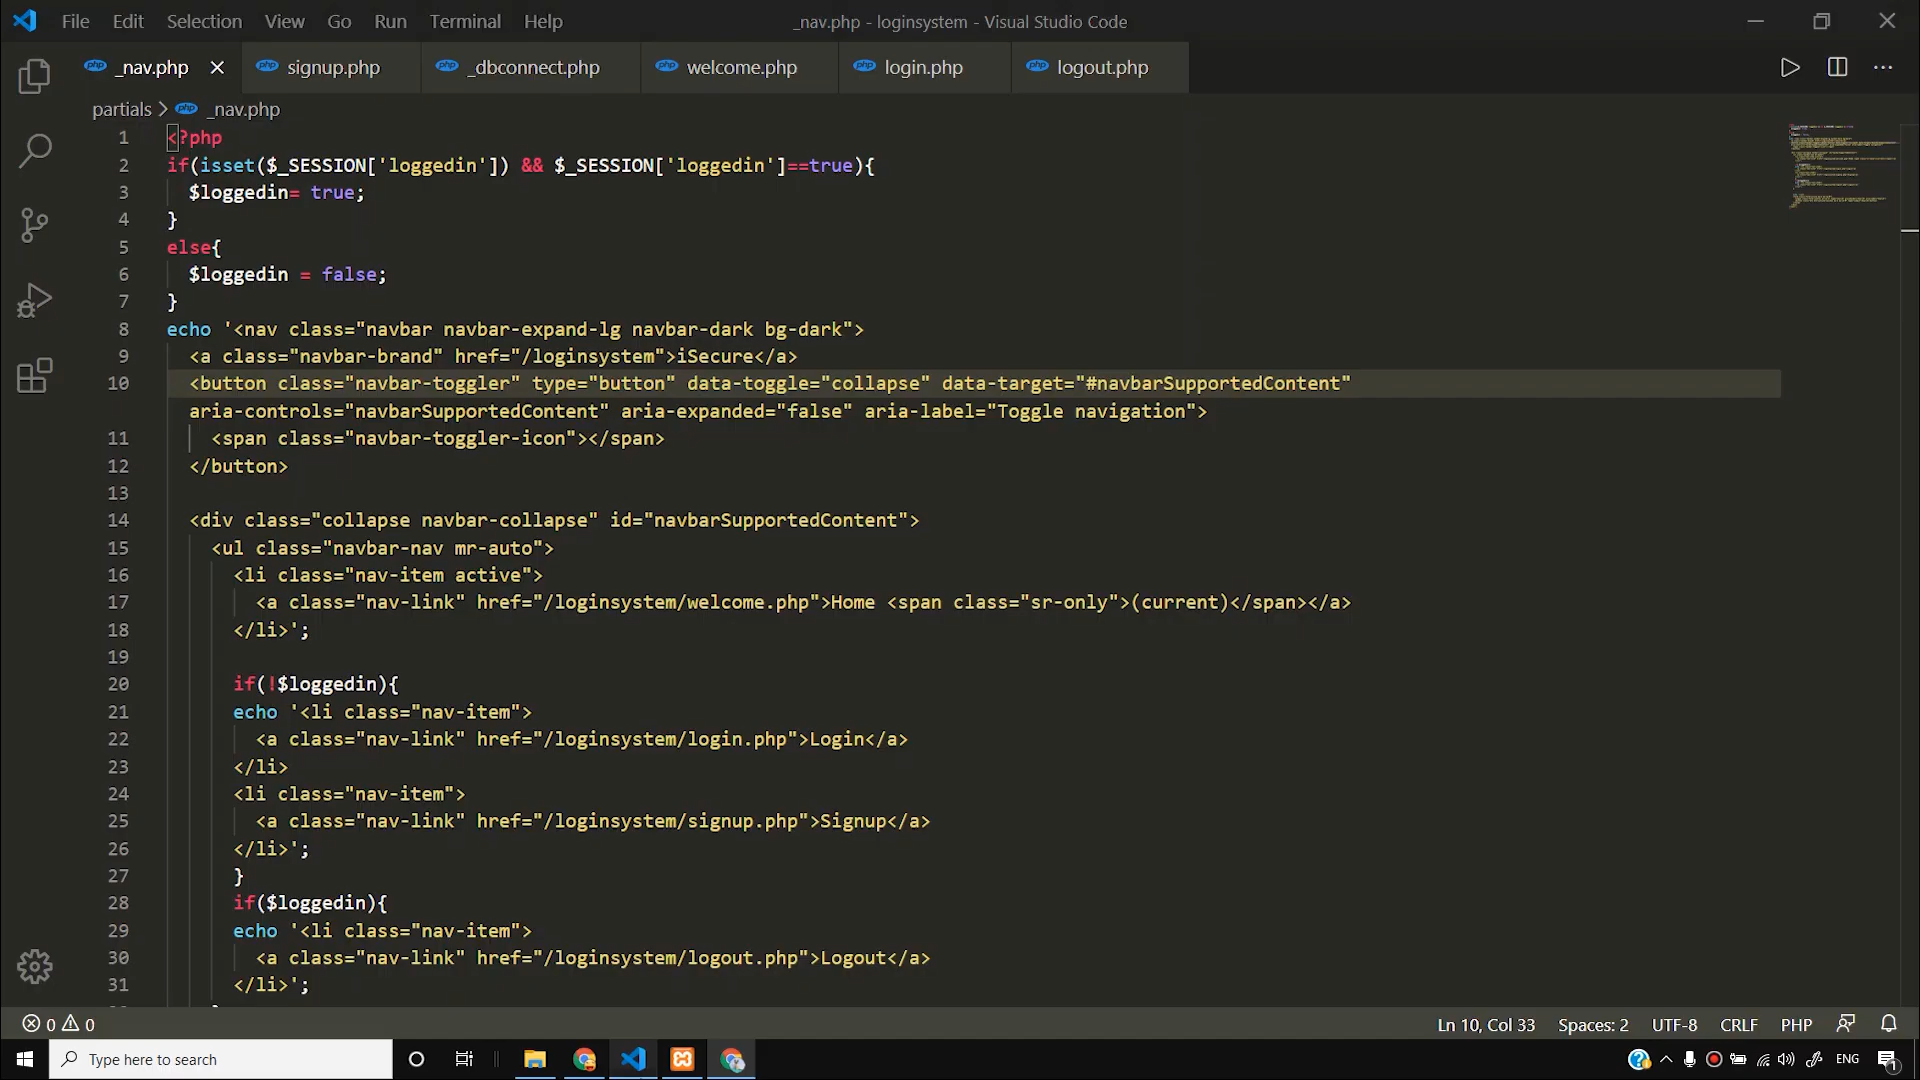 File Edit Selection View Go Run Terminal Help _nav.php - loginsystem - Visual Studio Code
php _nav.php php signup.php php _dbconnect.php php welcome.php php login.php php logout.php
partials > php _nav.php
1 <?php
2 if(isset($_SESSION['loggedin']) && $_SESSION['loggedin']==true){
3 $loggedin= true;
4 }
5 else{
6 $loggedin = false;
7 }
8 echo '<nav class="navbar navbar-expand-lg navbar-dark bg-dark">
9 <a class="navbar-brand" href="/loginsystem">iSecure</a>
10 <button class="navbar-toggler" type="button" data-toggle="collapse" data-target="#navbarSupportedContent"
aria-controls="navbarSupportedContent" aria-expanded="false" aria-label="Toggle navigation">
11 <span class="navbar-toggler-icon"></span>
12 </button>
13
14 <div class="collapse navbar-collapse" id="navbarSupportedContent">
15 <ul class="navbar-nav mr-auto">
16 <li class="nav-item active">
17 <a class="nav-link" href="/loginsystem/welcome.php">Home <span class="sr-only">(current)</span></a>
18 </li>';
19
20 if(!$loggedin){
21 echo '<li class="nav-item">
22 <a class="nav-link" href="/loginsystem/login.php">Login</a>
23 </li>
24 <li class="nav-item">
25 <a class="nav-link" href="/loginsystem/signup.php">Signup</a>
26 </li>';
27 }
28 if($loggedin){
29 echo '<li class="nav-item">
30 <a class="nav-link" href="/loginsystem/logout.php">Logout</a>
31 </li>';
0 0 Ln 10, Col 33 Spaces: 2 UTF-8 CRLF PHP
Type here to search ENG 1